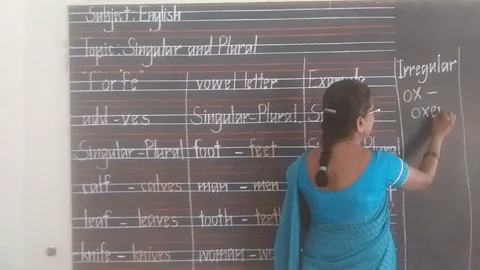 Subject: English
Topic: Singular and Plural
"f" or "fe" vowel letter Example Irregular
add -ves Singular-Plural ox -
Singular-Plural foot - feet
calf - calves man - men
leaf - leaves tooth - teeth
knife - knives